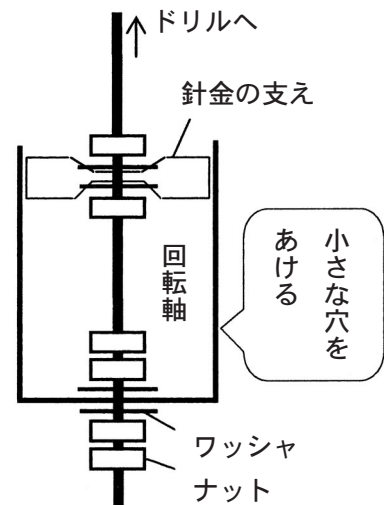 ドリルへ
針金の支え
小さな穴を
あける
回転軸
ワッシャ
ナット